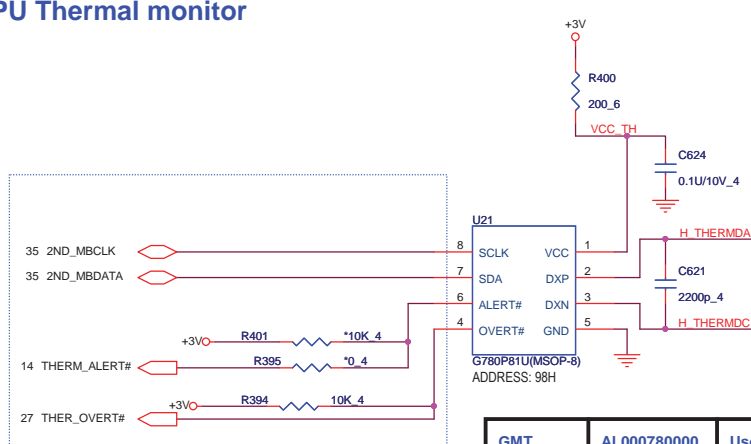 PU Thermal monitor
+3V
R400
200_6
VCC_TH
C624
0.1U/10V_4
U21
35 2ND_MBCLK
8 SCLK VCC 1
H_THERMDA
35 2ND_MBDATA
7 SDA DXP 2
C621
2200p_4
6 ALERT# DXN 3
H_THERMDC
4 OVERT# GND 5
+3V R401 *10K_4
14 THERM_ALERT# R395 *0_4
G780P81U(MSOP-8)
ADDRESS: 98H
+3V R394 10K_4
27 THER_OVERT#
GMT AL000780000